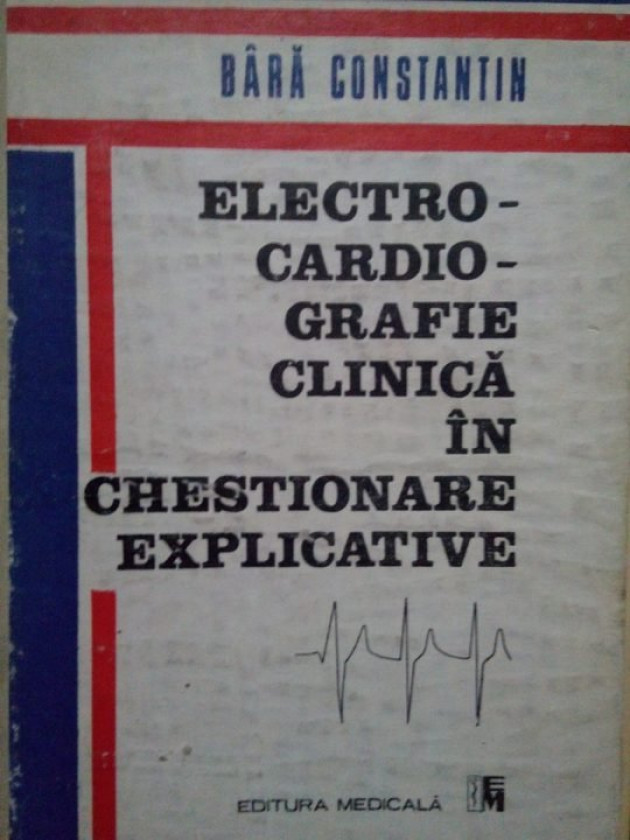 BÂRĂ CONSTANTIN
ELECTRO-
CARDIO-
GRAFIE
CLINICĂ
ÎN
CHESTIONARE
EXPLICATIVE
EDITURA MEDICALĂ
EM